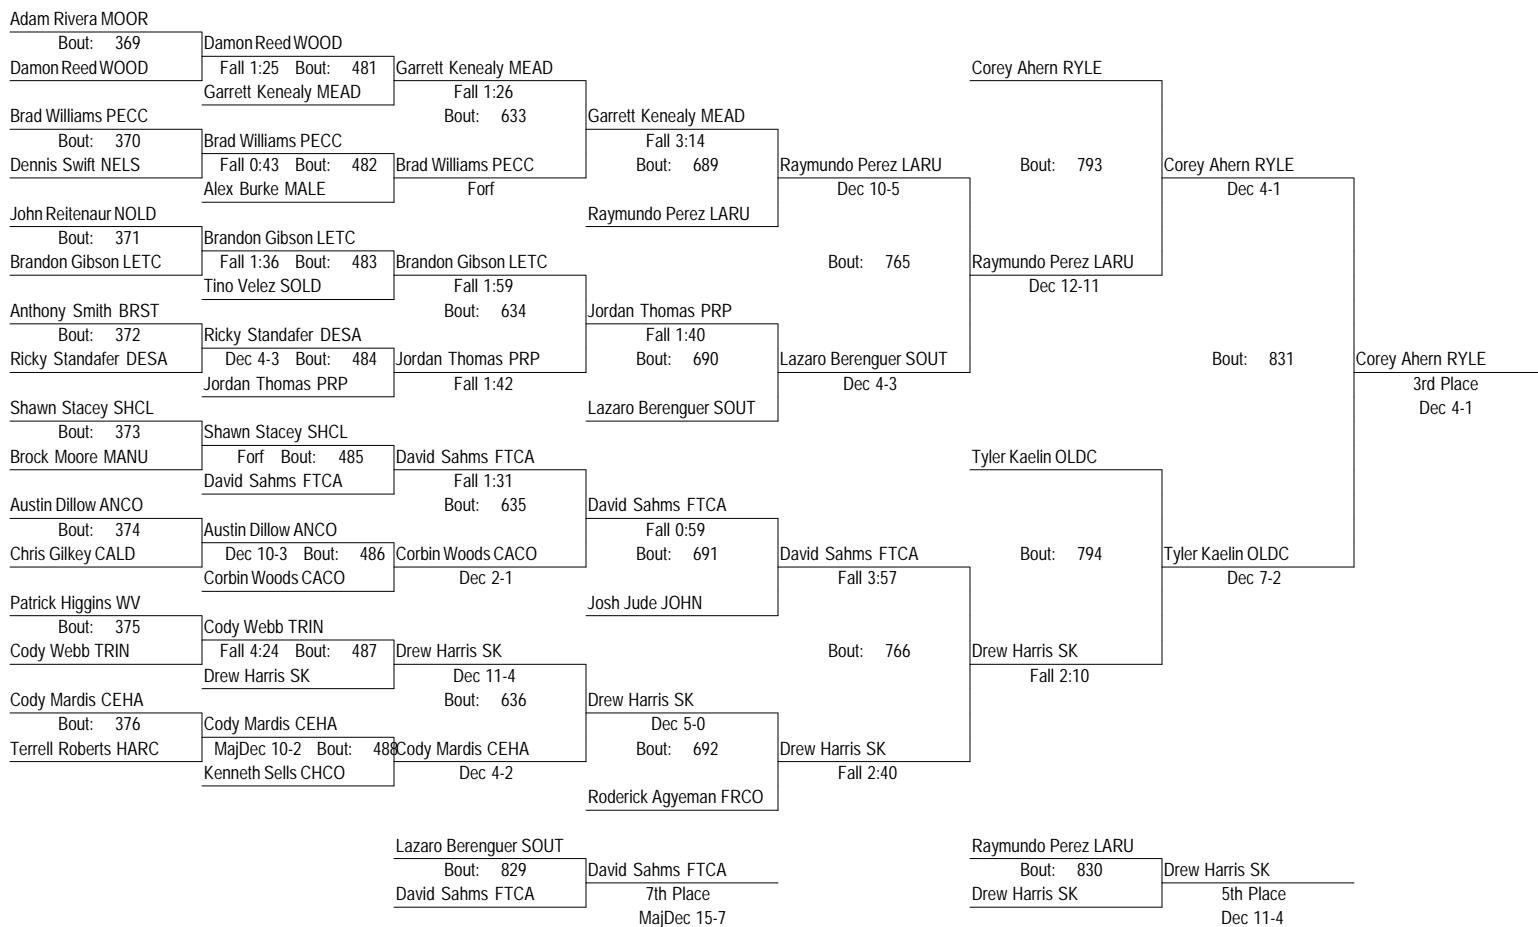 Adam Rivera MOOR
Bout: 369 Damon Reed WOOD
Damon Reed WOOD Fall 1:25 Bout: 481 Garrett Kenealy MEAD Corey Ahern RYLE
Garrett Kenealy MEAD Fall 1:26
Brad Williams PECC Bout: 633 Garrett Kenealy MEAD
Bout: 370 Brad Williams PECC Fall 3:14
Dennis Swift NELS Fall 0:43 Bout: 482 Brad Williams PECC Bout: 689 Raymundo Perez LARU Bout: 793 Corey Ahern RYLE
Alex Burke MALE Forf Dec 10-5 Dec 4-1
John Reitenaur NOLD Raymundo Perez LARU
Bout: 371 Brandon Gibson LETC
Brandon Gibson LETC Fall 1:36 Bout: 483 Brandon Gibson LETC Bout: 765 Raymundo Perez LARU
Tino Velez SOLD Fall 1:59 Dec 12-11
Anthony Smith BRST Bout: 634 Jordan Thomas PRP
Bout: 372 Ricky Standafer DESA Fall 1:40
Ricky Standafer DESA Dec 4-3 Bout: 484 Jordan Thomas PRP Bout: 690 Lazaro Berenguer SOUT Bout: 831 Corey Ahern RYLE
Jordan Thomas PRP Fall 1:42 Dec 4-3 3rd Place
Shawn Stacey SHCL Lazaro Berenguer SOUT Dec 4-1
Bout: 373 Shawn Stacey SHCL
Brock Moore MANU Forf Bout: 485 David Sahms FTCA Tyler Kaelin OLDC
David Sahms FTCA Fall 1:31
Austin Dillow ANCO Bout: 635 David Sahms FTCA
Bout: 374 Austin Dillow ANCO Fall 0:59
Chris Gilkey CALD Dec 10-3 Bout: 486 Corbin Woods CACO Bout: 691 David Sahms FTCA Bout: 794 Tyler Kaelin OLDC
Corbin Woods CACO Dec 2-1 Fall 3:57 Dec 7-2
Patrick Higgins WV Josh Jude JOHN
Bout: 375 Cody Webb TRIN
Cody Webb TRIN Fall 4:24 Bout: 487 Drew Harris SK Bout: 766 Drew Harris SK
Drew Harris SK Dec 11-4 Fall 2:10
Cody Mardis CEHA Bout: 636 Drew Harris SK
Bout: 376 Cody Mardis CEHA Dec 5-0
Terrell Roberts HARC MajDec 10-2 Bout: 488 Cody Mardis CEHA Bout: 692 Drew Harris SK
Kenneth Sells CHCO Dec 4-2 Fall 2:40
Roderick Agyeman FRCO
Lazaro Berenguer SOUT Raymundo Perez LARU
Bout: 829 David Sahms FTCA Bout: 830 Drew Harris SK
David Sahms FTCA 7th Place Drew Harris SK 5th Place
MajDec 15-7 Dec 11-4